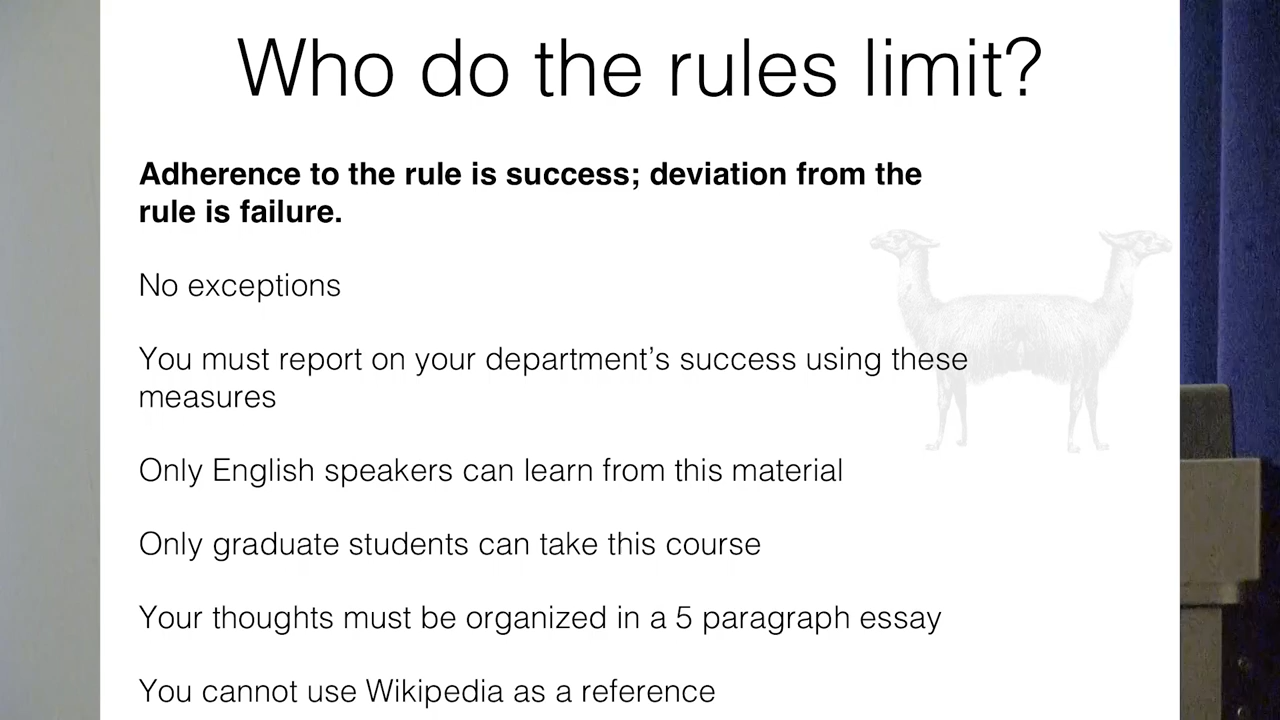 Who do the rules limit?
Adherence to the rule is success; deviation from the
rule is failure.
No exceptions
You must report on your department’s success using these
measures
Only English speakers can learn from this material
Only graduate students can take this course
Your thoughts must be organized in a 5 paragraph essay
You cannot use Wikipedia as a reference